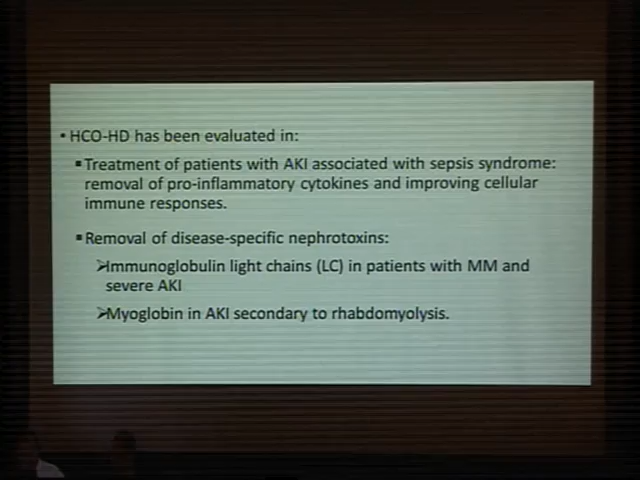 • HCO-HD has been evaluated in:
▪ Treatment of patients with AKI associated with sepsis syndrome:
removal of pro-inflammatory cytokines and improving cellular
immune responses.
▪ Removal of disease-specific nephrotoxins:
➢Immunoglobulin light chains (LC) in patients with MM and
severe AKI
➢Myoglobin in AKI secondary to rhabdomyolysis.